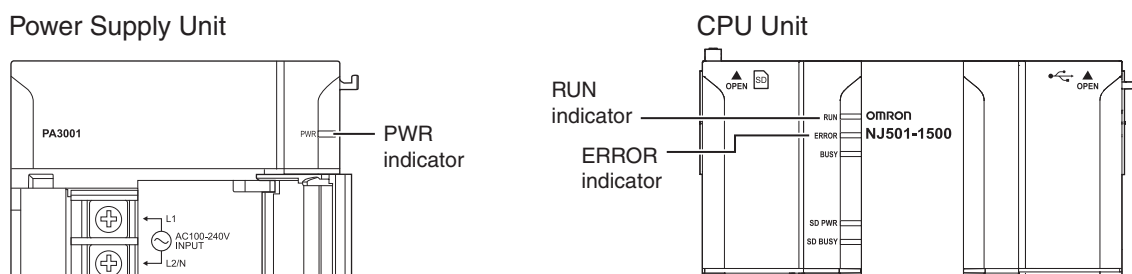 Power Supply Unit
PA3001
PWR
PWR
indicator
L1
AC100-240V
INPUT
L2/N
CPU Unit
RUN
indicator
ERROR
indicator
OPEN
SD
RUN
ERROR
BUSY
SD PWR
SD BUSY
OMRON
NJ501-1500
OPEN